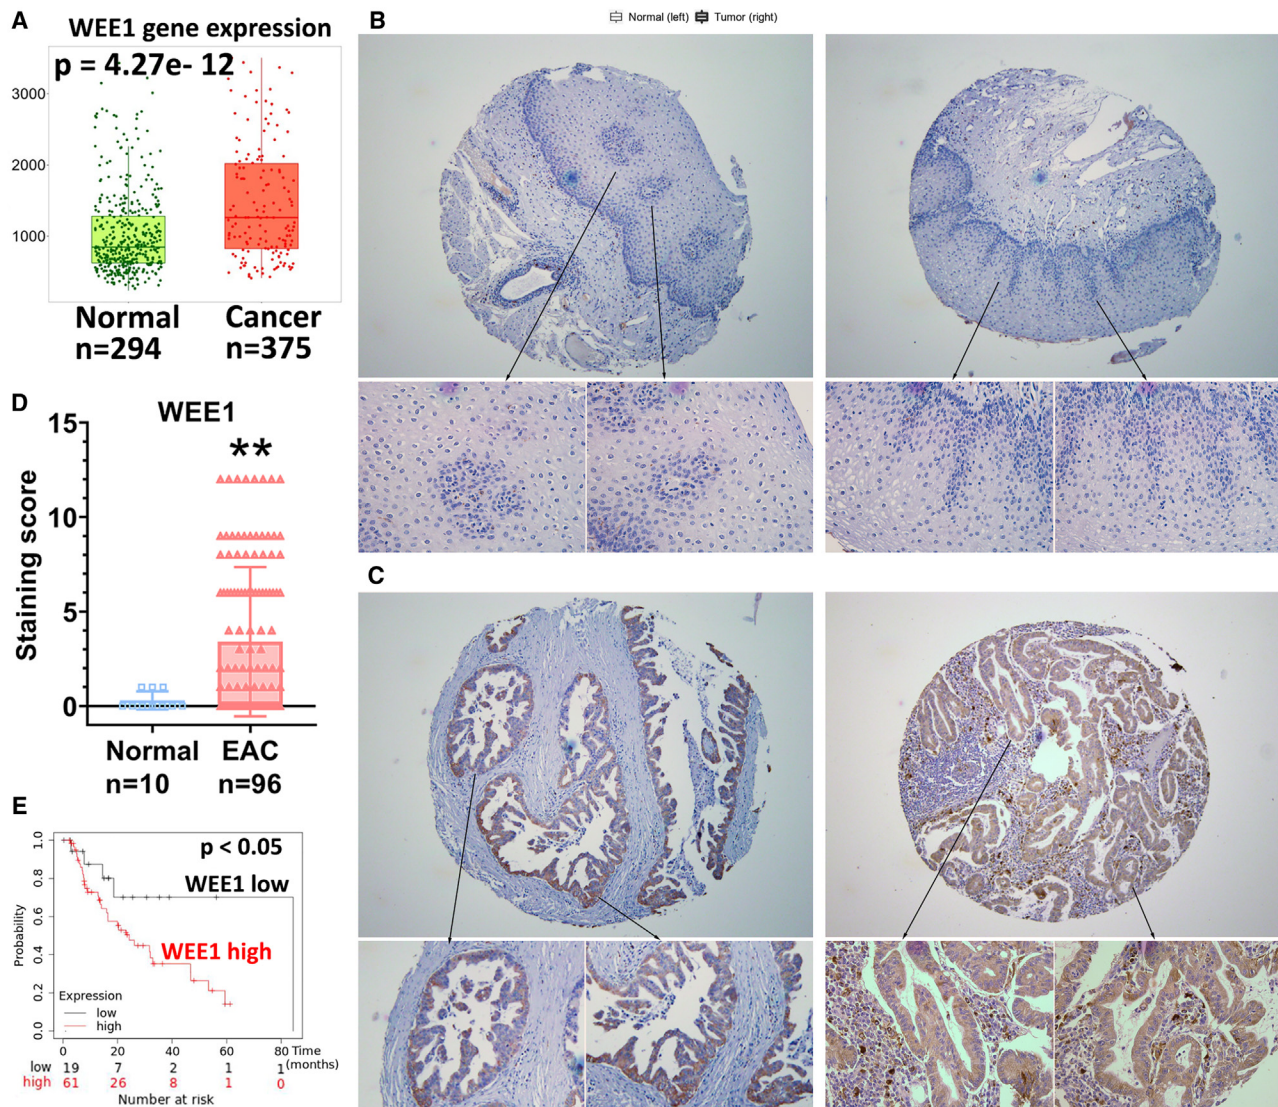 A
WEE1 gene expression
p = 4.27e- 12
3000
2000
1000
Normal
n=294
Cancer
n=375
Normal (left) Tumor (right)
B
D
WEE1
**
Staining score
15
10
5
0
Normal
n=10
EAC
n=96
C
E
p < 0.05
WEE1 low
WEE1 high
Probability
1.0
0.8
0.6
0.4
0.2
0.0
Expression
low
high
0 20 40 60 80 Time
(months)
low 19 7 2 1 1
high 61 26 8 1 0
Number at risk